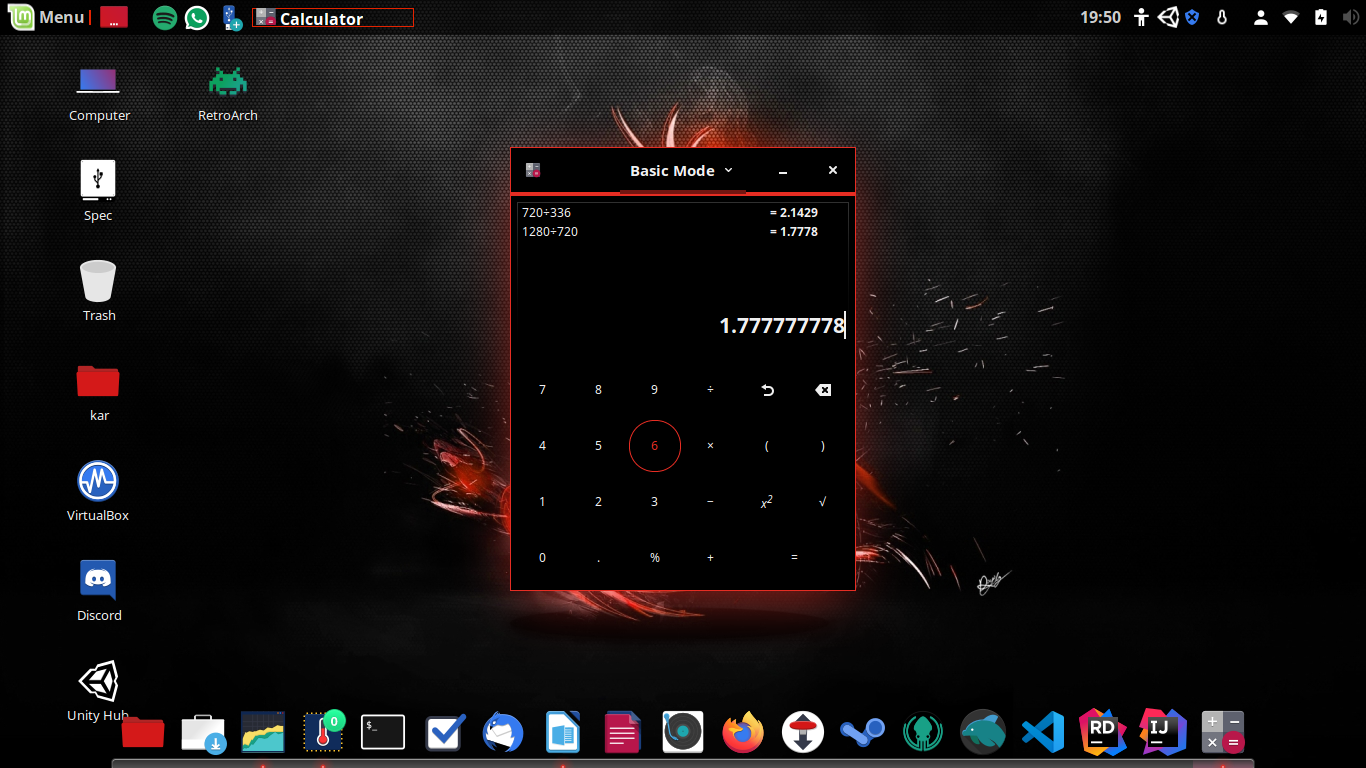 Menu
...
Calculator
19:50
Computer
RetroArch
Spec
Trash
kar
VirtualBox
Discord
Unity Hub
Basic Mode
720÷336 = 2.1429
1280÷720 = 1.7778
1.777777778
7 8 9 ÷
4 5 6 × ( )
1 2 3 − x² √
0 . % + =
0
$_
RD
IJ
+ −
× =